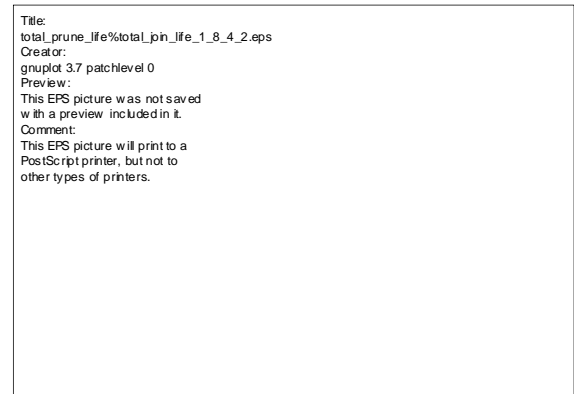 Title:
total_prune_life%total_join_life_1_8_4_2.eps
Creator:
gnuplot 3.7 patchlevel 0
Preview:
This EPS picture was not saved
with a preview included in it.
Comment:
This EPS picture will print to a
PostScript printer, but not to
other types of printers.